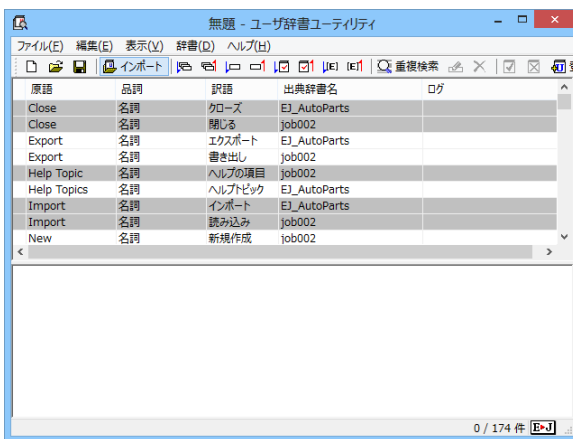 無題 - ユーザ辞書ユーティリティ
ファイル(F) 編集(E) 表示(V) 辞書(D) ヘルプ(H)
インポート 重複検索
原語 品詞 訳語 出典辞書名 ログ
Close 名詞 クローズ EJ_AutoParts
Close 名詞 閉じる job002
Export 名詞 エクスポート EJ_AutoParts
Export 名詞 書き出し job002
Help Topic 名詞 ヘルプの項目 job002
Help Topics 名詞 ヘルプトピック EJ_AutoParts
Import 名詞 インポート EJ_AutoParts
Import 名詞 読み込み job002
New 名詞 新規作成 job002
0 / 174 件 E▸J